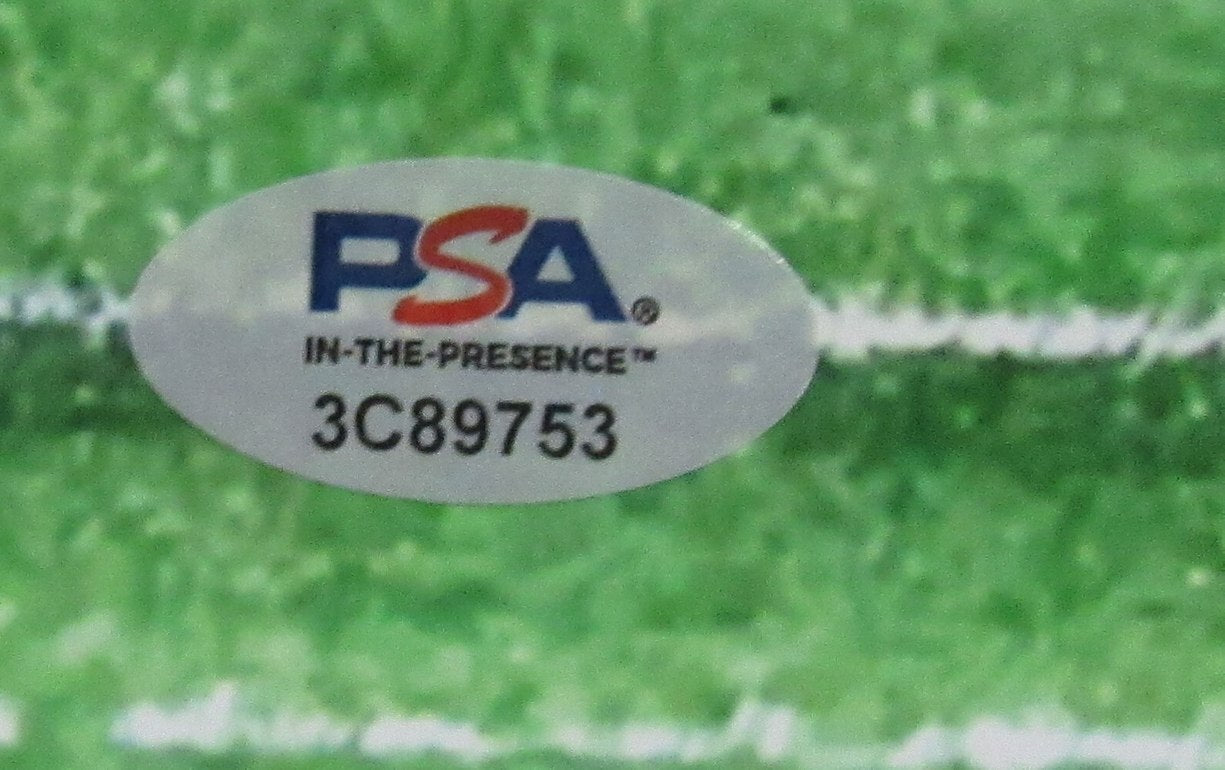 PSA®
IN-THE-PRESENCE™
3C89753